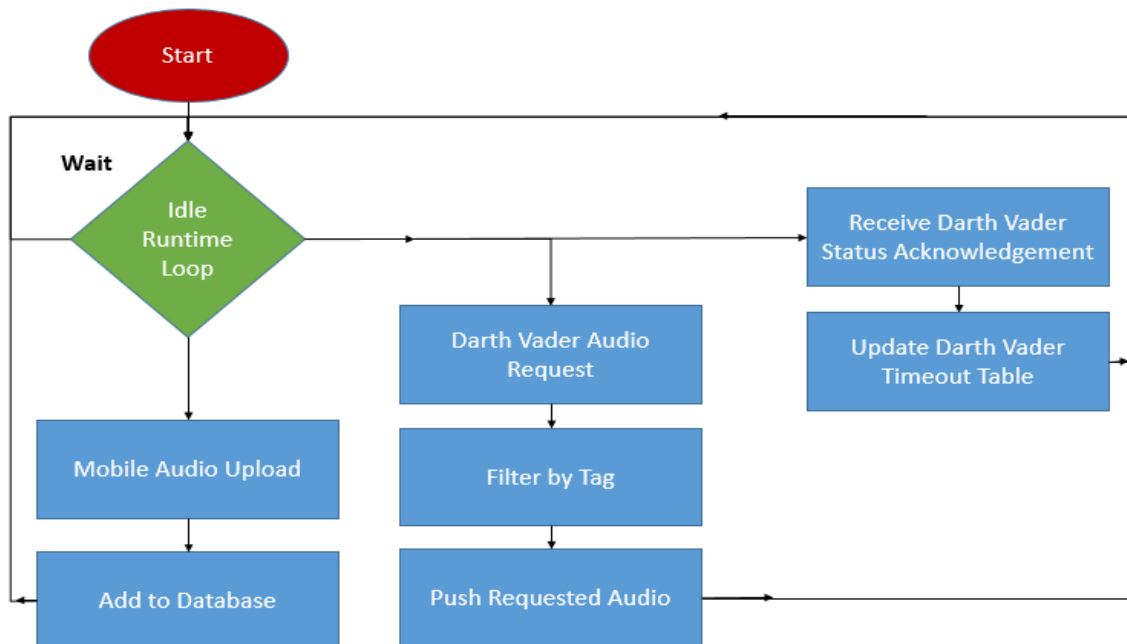 Start
Wait
Idle
Runtime
Loop
Receive Darth Vader
Status Acknowledgement
Darth Vader Audio
Request
Update Darth Vader
Timeout Table
Mobile Audio Upload
Filter by Tag
Add to Database
Push Requested Audio